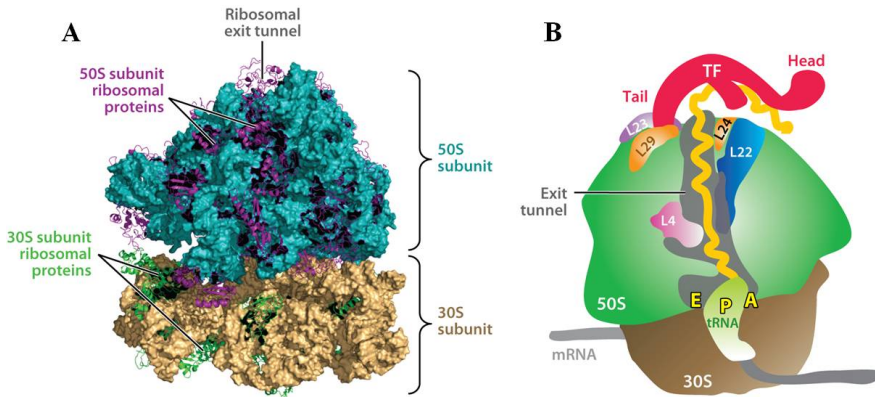 A
Ribosomal
exit tunnel
50S subunit
ribosomal
proteins
50S
subunit
30S subunit
ribosomal
proteins
30S
subunit
B
Head
TF
Tail
L23
L29
L24
L22
Exit
tunnel
L4
E
P
A
tRNA
50S
mRNA
30S